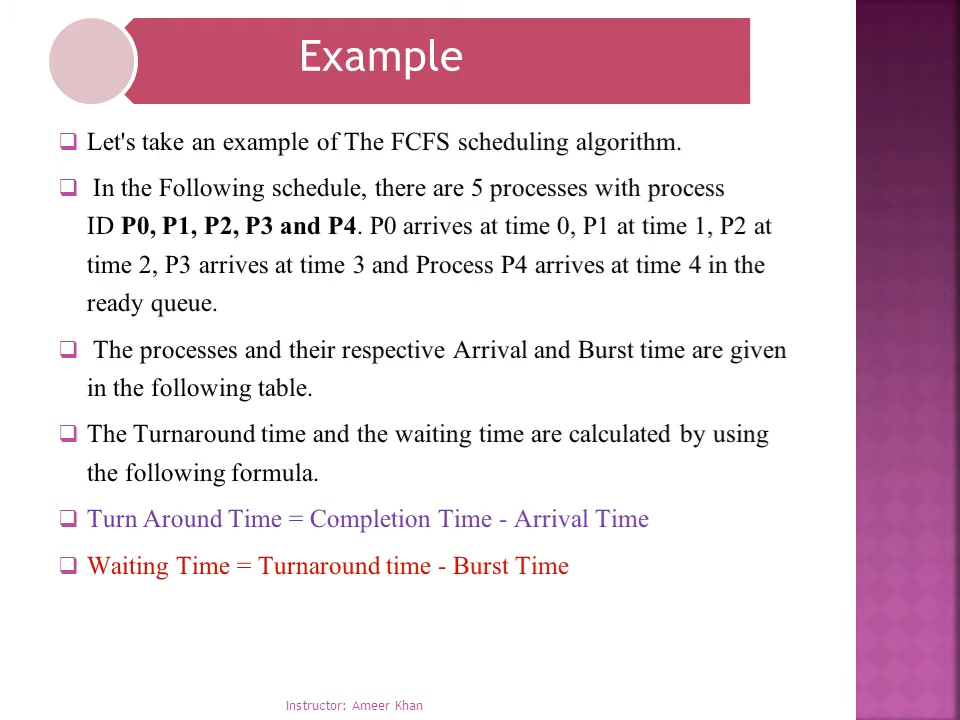 Example
Let's take an example of The FCFS scheduling algorithm.
In the Following schedule, there are 5 processes with process
ID P0, P1, P2, P3 and P4. P0 arrives at time 0, P1 at time 1, P2 at
time 2, P3 arrives at time 3 and Process P4 arrives at time 4 in the
ready queue.
The processes and their respective Arrival and Burst time are given
in the following table.
The Turnaround time and the waiting time are calculated by using
the following formula.
Turn Around Time = Completion Time - Arrival Time
Waiting Time = Turnaround time - Burst Time
Instructor: Ameer Khan